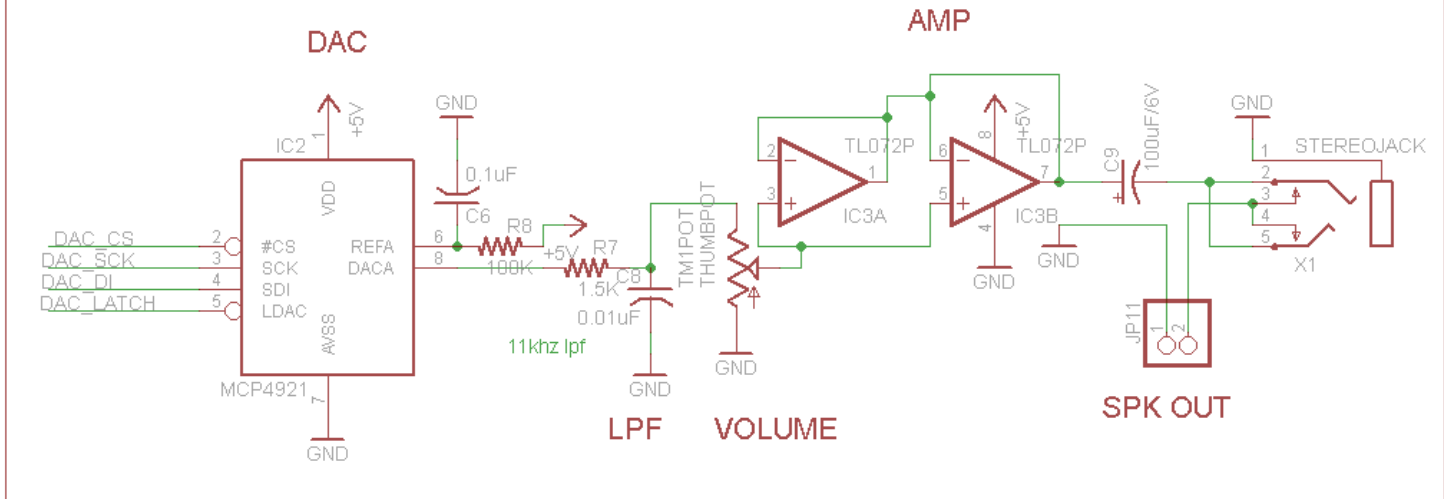 AMP
DAC
GND
+5V
1
IC2
VDD
0.1uF
C6
DAC_CS
DAC_SCK
DAC_DI
DAC_LATCH
2
3
4
5
#CS
SCK
SDI
LDAC
REFA
DACA
6
8
AVSS
MCP4921
7
GND
R8
100K
+5V
R7
1.5K
C8
0.01uF
11khz lpf
GND
LPF
TM1POT
THUMBPOT
GND
VOLUME
2
3
1
TL072P
IC3A
8
+5V
TL072P
6
5
7
IC3B
4
GND
C9
100uF/6V
+
GND
GND
1
2
3
4
5
STEREOJACK
X1
JP11
1
2
SPK OUT